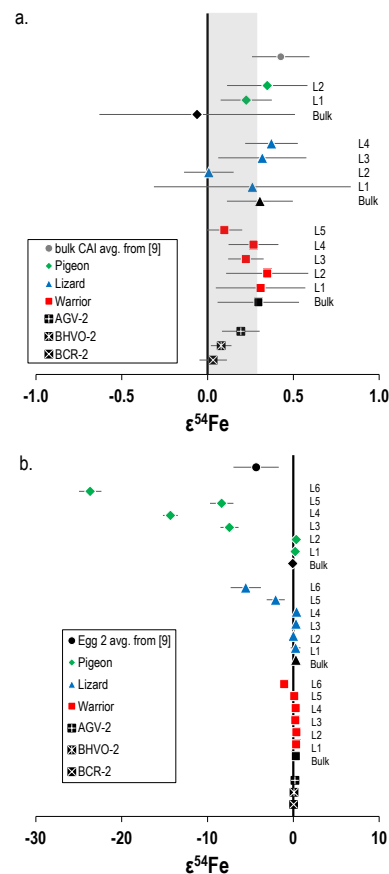 a.
L2
L1
Bulk
L4
L3
L2
L1
Bulk
L5
L4
L3
L2
L1
Bulk
bulk CAI avg. from [9]
Pigeon
Lizard
Warrior
AGV-2
BHVO-2
BCR-2
-1.0 -0.5 0.0 0.5 1.0
ε⁵⁴Fe
b.
L6
L5
L4
L3
L2
L1
Bulk
L6
L5
L4
L3
L2
L1
Bulk
L6
L5
L4
L3
L2
L1
Bulk
Egg 2 avg. from [9]
Pigeon
Lizard
Warrior
AGV-2
BHVO-2
BCR-2
-30 -20 -10 0 10
ε⁵⁴Fe